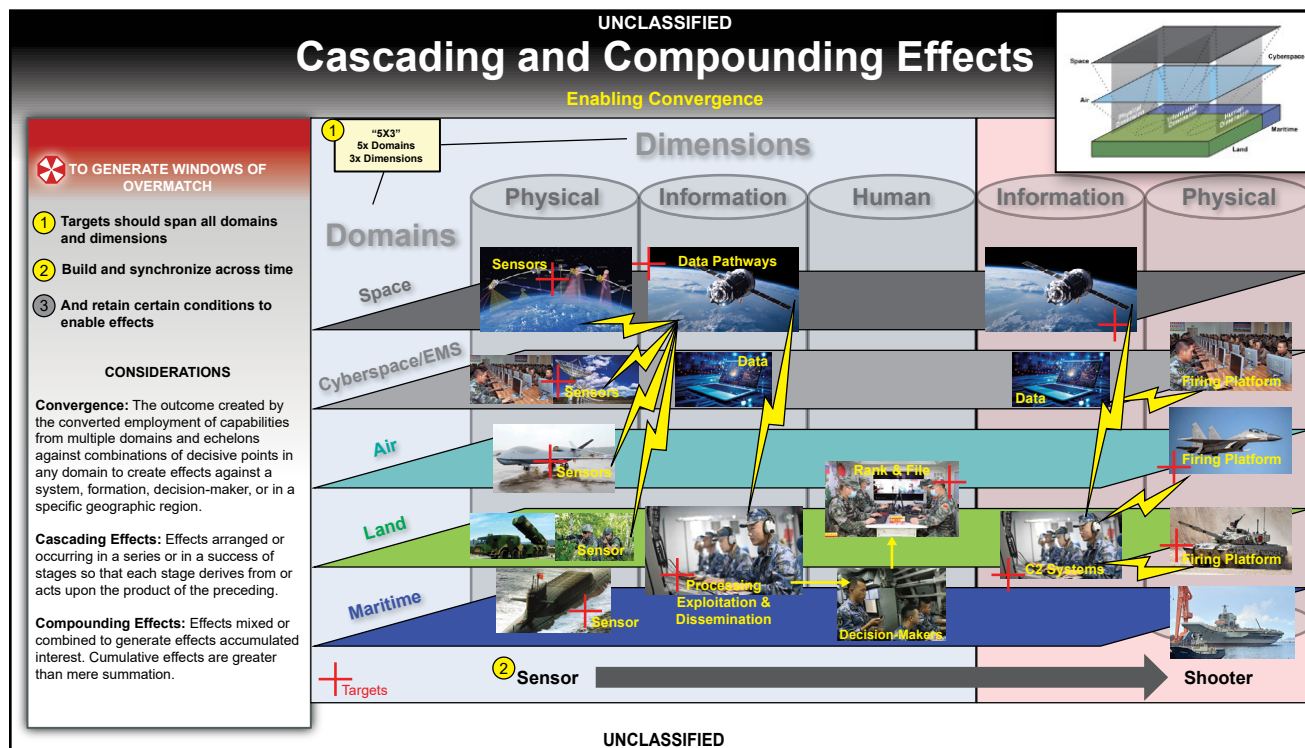 UNCLASSIFIED
Cascading and Compounding Effects
Enabling Convergence
Space
Cyberspace
Air
Physical Dimension
Information Dimension
Human Dimension
Maritime
Land
TO GENERATE WINDOWS OF
OVERMATCH
1 Targets should span all domains
and dimensions
2 Build and synchronize across time
3 And retain certain conditions to
enable effects
CONSIDERATIONS
Convergence: The outcome created by
the converted employment of capabilities
from multiple domains and echelons
against combinations of decisive points in
any domain to create effects against a
system, formation, decision-maker, or in a
specific geographic region.
Cascading Effects: Effects arranged or
occurring in a series or in a success of
stages so that each stage derives from or
acts upon the product of the preceding.
Compounding Effects: Effects mixed or
combined to generate effects accumulated
interest. Cumulative effects are greater
than mere summation.
1
“5X3”
5x Domains
3x Dimensions
Dimensions
Domains
Physical
Information
Human
Information
Physical
Space
Sensors
Data Pathways
Cyberspace/EMS
Sensors
Data
Data
Firing Platform
Air
Sensors
Rank & File
Firing Platform
Land
Sensor
Processing
Exploitation &
Dissemination
C2 Systems
Firing Platform
Maritime
Sensor
Decision-Makers
Targets
2 Sensor
Shooter
UNCLASSIFIED